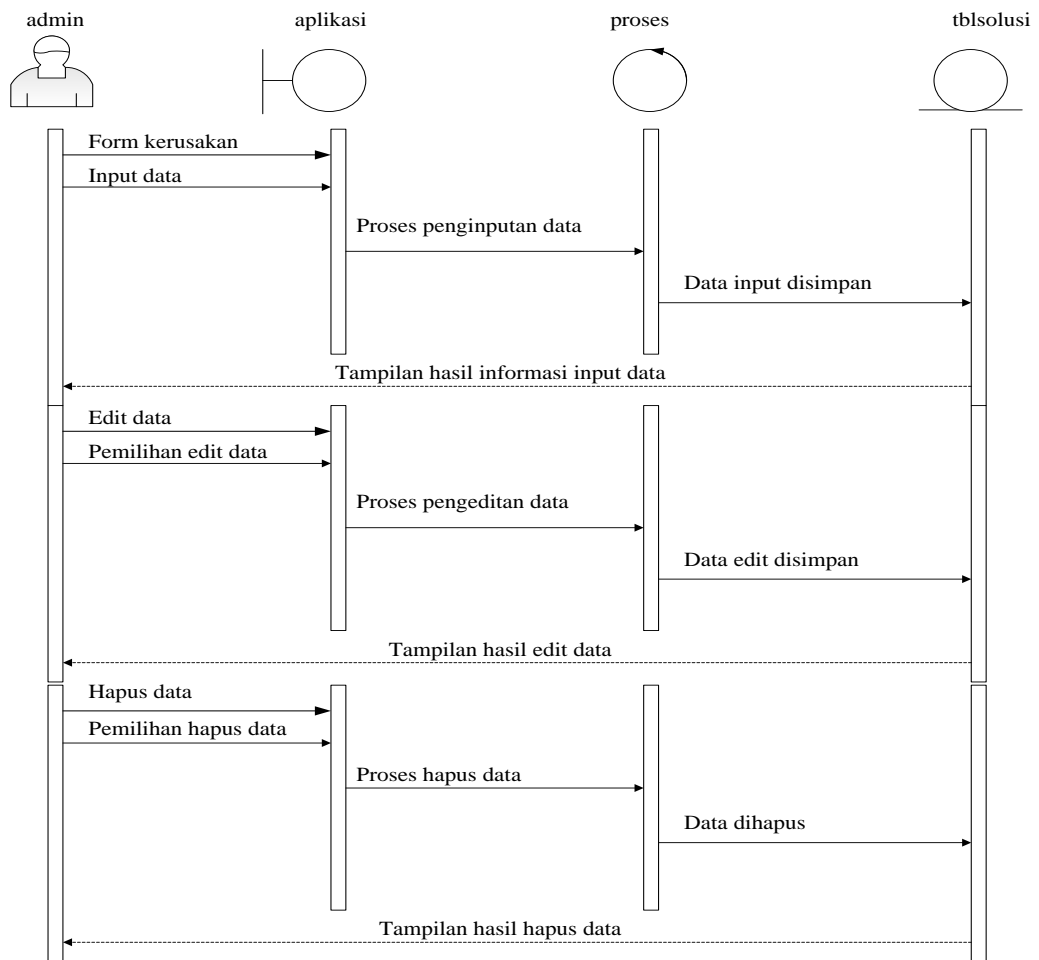 admin
aplikasi
proses
tblsolusi
Form kerusakan
Input data
Proses penginputan data
Data input disimpan
Tampilan hasil informasi input data
Edit data
Pemilihan edit data
Proses pengeditan data
Data edit disimpan
Tampilan hasil edit data
Hapus data
Pemilihan hapus data
Proses hapus data
Data dihapus
Tampilan hasil hapus data